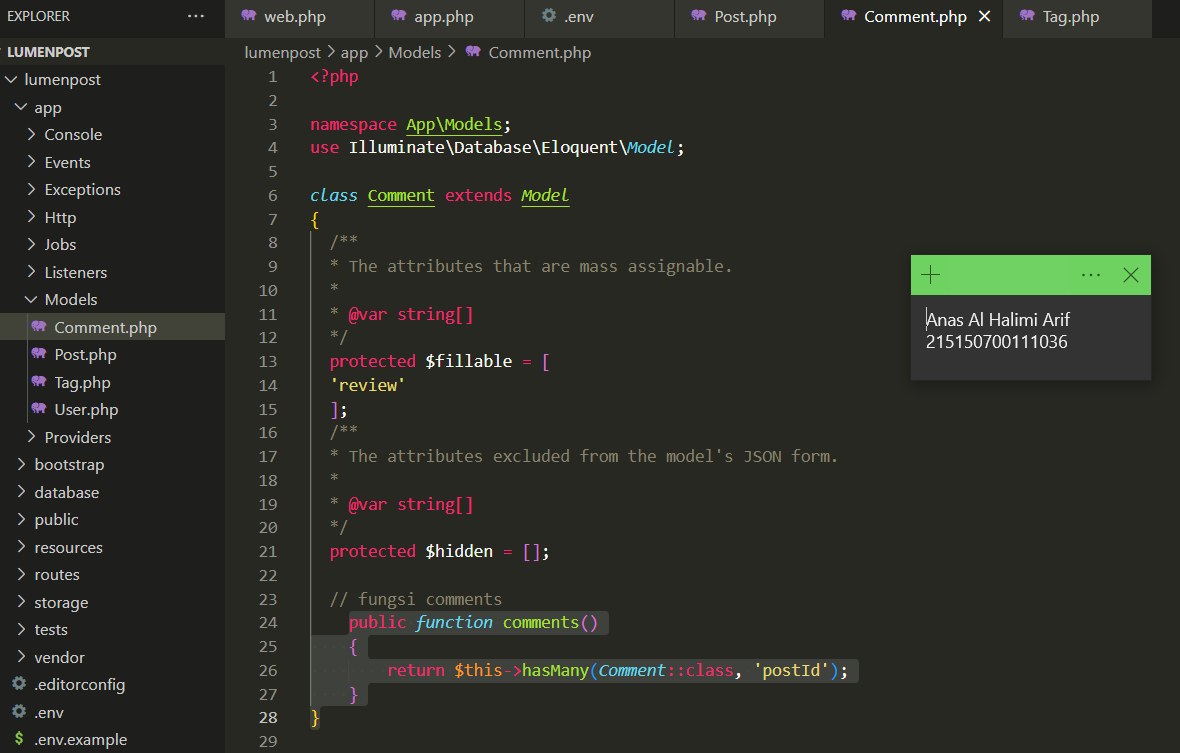 EXPLORER ...
web.php app.php .env Post.php Comment.php Tag.php
LUMENPOST
lumenpost > app > Models > Comment.php
lumenpost
app
Console
Events
Exceptions
Http
Jobs
Listeners
Models
Comment.php
Post.php
Tag.php
User.php
Providers
bootstrap
database
public
resources
routes
storage
tests
vendor
.editorconfig
.env
$ .env.example
1 <?php
2
3 namespace App\Models;
4 use Illuminate\Database\Eloquent\Model;
5
6 class Comment extends Model
7 {
8 /**
9 * The attributes that are mass assignable.
10 *
11 * @var string[]
12 */
13 protected $fillable = [
14 'review'
15 ];
16 /**
17 * The attributes excluded from the model's JSON form.
18 *
19 * @var string[]
20 */
21 protected $hidden = [];
22
23 // fungsi comments
24 public function comments()
25 {
26 return $this->hasMany(Comment::class, 'postId');
27 }
28 }
29
...
Anas Al Halimi Arif
215150700111036